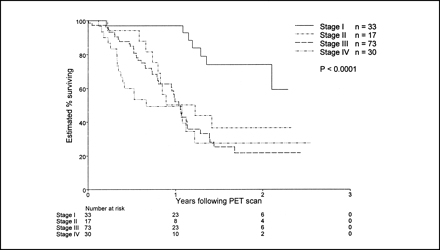 Stage I n = 33
Stage II n = 17
Stage III n = 73
Stage IV n = 30
P < 0.0001
Estimated % surviving
100
80
60
40
20
0 1 2 3
Years following PET scan
Number at risk
Stage I 33 23 6 0
Stage II 17 8 4 0
Stage III 73 23 6 0
Stage IV 30 10 2 0